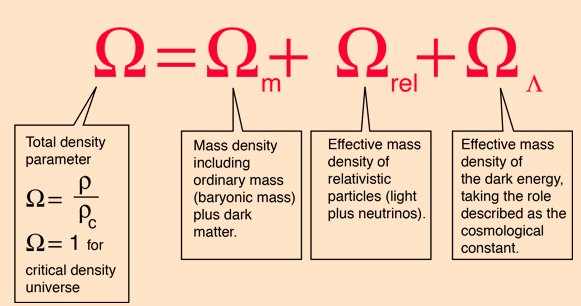 Ω = Ωm + Ωrel + ΩΛ
Total density
parameter
Ω = ρ/ρc
Ω = 1 for
critical density
universe
Mass density
including
ordinary mass
(baryonic mass)
plus dark
matter.
Effective mass
density of
relativistic
particles (light
plus neutrinos).
Effective mass
density of
the dark energy,
taking the role
described as the
cosmological
constant.